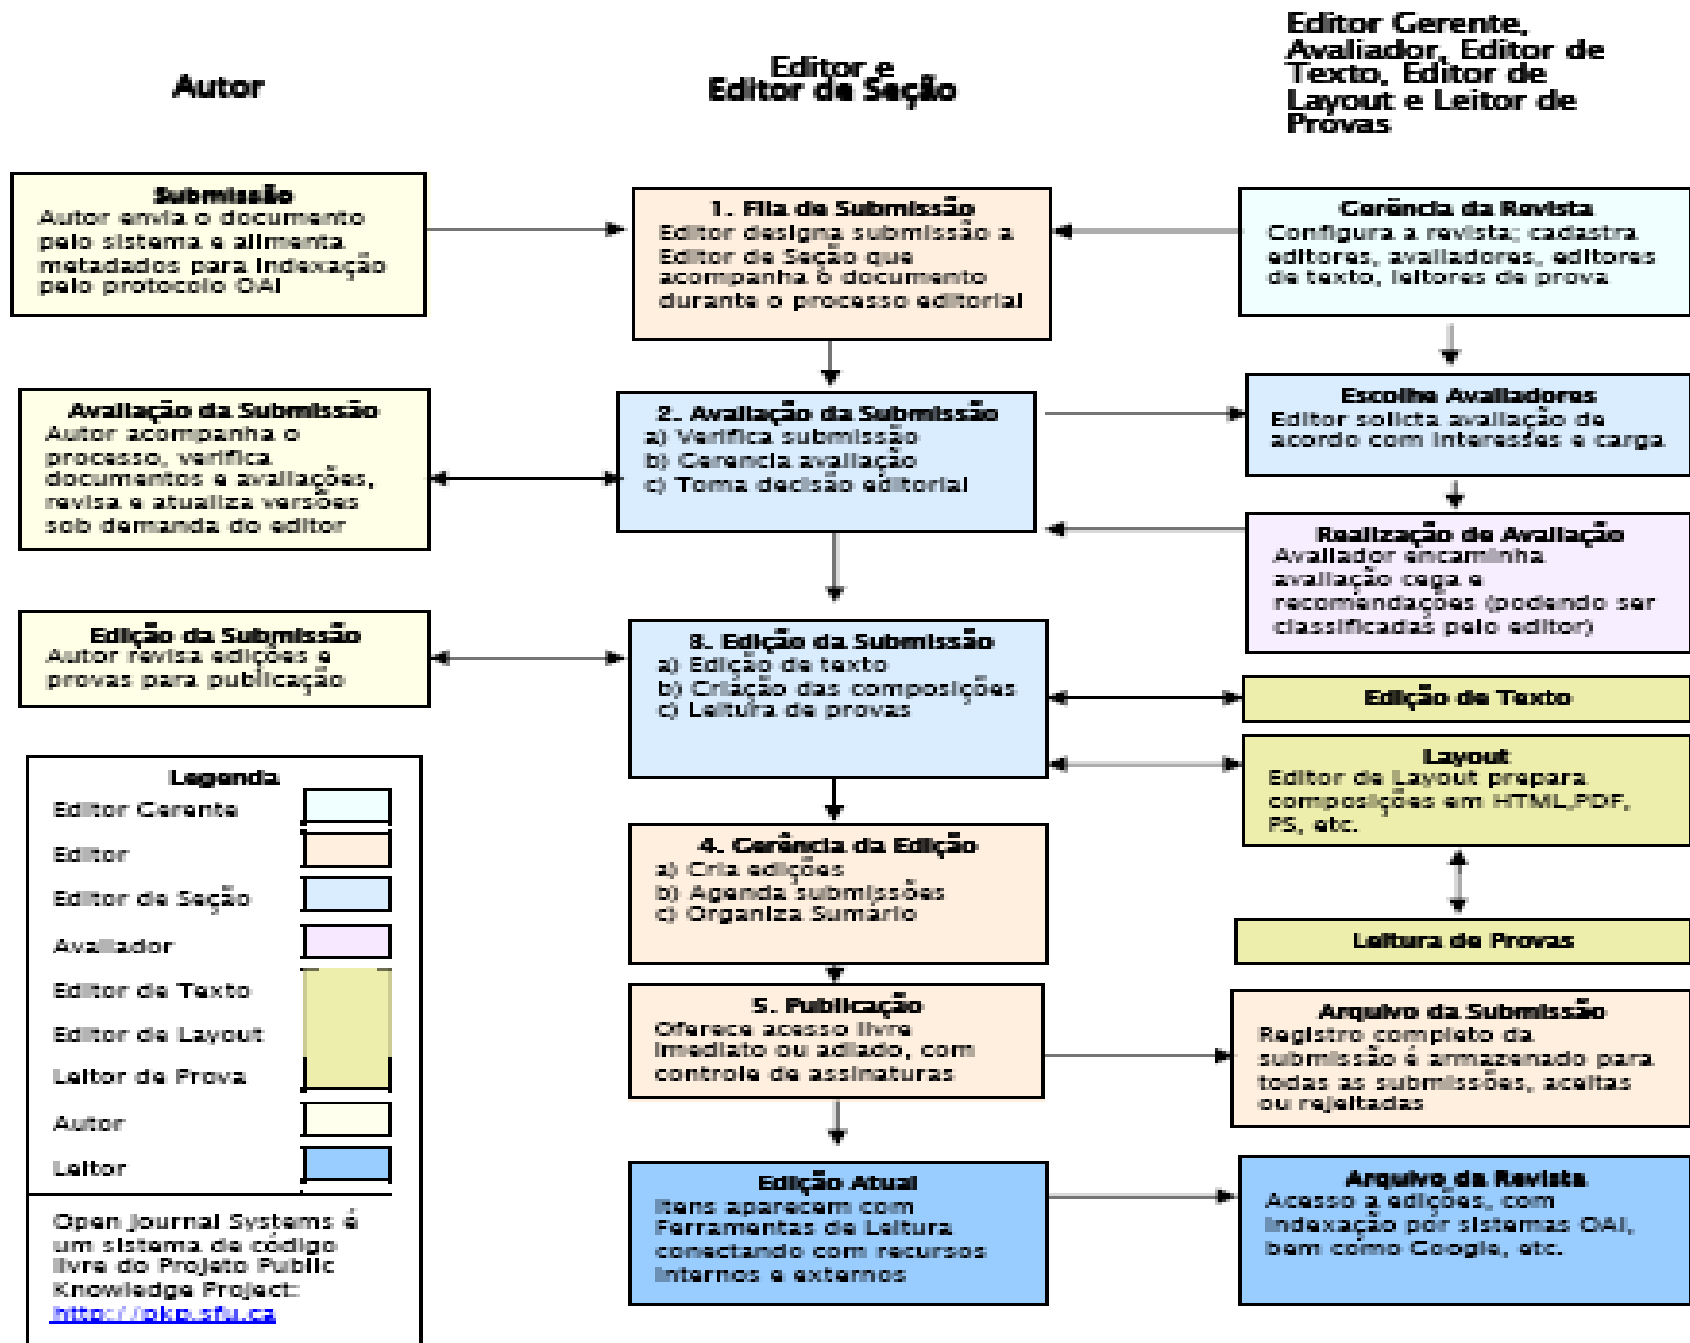 Autor
Editor e
Editor de Seção
Editor Gerente,
Avaliador, Editor de
Texto, Editor de
Layout e Leitor de
Provas
Submissão
Autor envia o documento
pelo sistema e alimenta
metadados para indexação
pelo protocolo OAI
1. Fila de Submissão
Editor designa submissão a
Editor de Seção que
acompanha o documento
durante o processo editorial
Gerência da Revista
Configura a revista; cadastra
editores, avaliadores, editores
de texto, leitores de prova
Avaliação da Submissão
Autor acompanha o
processo, verifica
documentos e avaliações,
revisa e atualiza versões
sob demanda do editor
2. Avaliação da Submissão
a) Verifica submissão
b) Gerencia avaliação
c) Toma decisão editorial
Escolhe Avaliadores
Editor solicta avaliação de
acordo com interesses e carga
Realização de Avaliação
Avaliador encaminha
avaliação cega e
recomendações (podendo ser
classificadas pelo editor)
Edição da Submissão
Autor revisa edições e
provas para publicação
3. Edição da Submissão
a) Edição de texto
b) Criação das composições
c) Leitura de provas
Edição de Texto
Layout
Editor de Layout prepara
composições em HTML,PDF,
PS, etc.
Leitura de Provas
4. Gerência da Edição
a) Cria edições
b) Agenda submissões
c) Organiza Sumário
5. Publicação
Oferece acesso livre
imediato ou adiado, com
controle de assinaturas
Arquivo da Submissão
Registro completo da
submissão é armazenado para
todas as submissões, aceitas
ou rejeitadas
Edição Atual
Itens aparecem com
Ferramentas de Leitura
conectando com recursos
internos e externos
Arquivo da Revista
Acesso a edições, com
indexação por sistemas OAI,
bem como Google, etc.
Legenda
Editor Gerente
Editor
Editor de Seção
Avaliador
Editor de Texto
Editor de Layout
Leitor de Prova
Autor
Leitor
Open Journal Systems é
um sistema de código
livre do Projeto Public
Knowledge Project:
http://pkp.sfu.ca